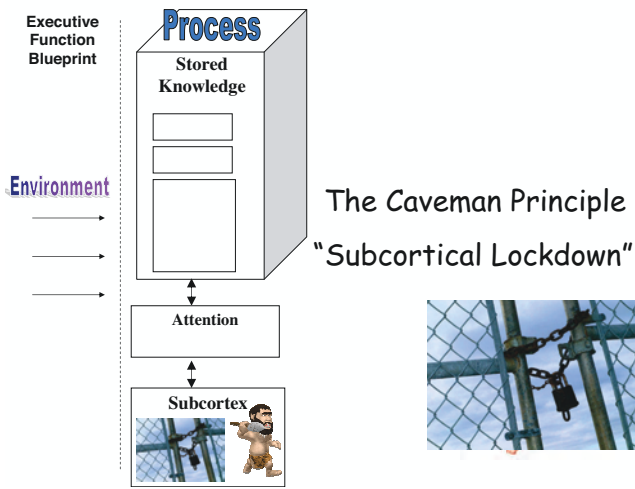 Executive
Function
Blueprint
Process
Stored
Knowledge
Environment
The Caveman Principle
“Subcortical Lockdown”
Attention
Subcortex